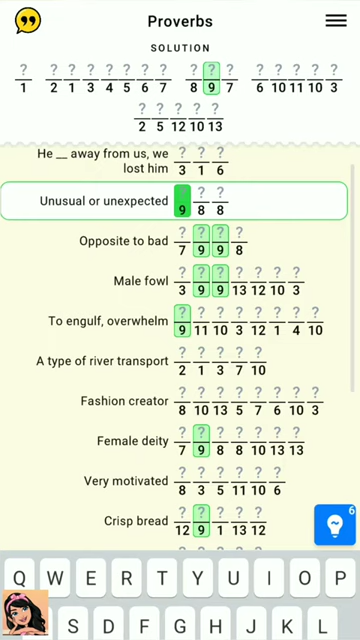 Proverbs
SOLUTION
? ? ? ? ? ? ? ? ? ? ? ? ? ? ? ?
1 2 1 3 4 5 6 7 8 9 7 6 10 11 10 3
? ? ? ? ?
2 5 12 10 13
He __ away from us, we lost him ? ? ?
3 1 6
Unusual or unexpected ? ?
9 8 8
Opposite to bad ? ? ? ?
7 9 9 8
Male fowl ? ? ? ? ? ? ?
3 9 9 13 12 10 3
To engulf, overwhelm ? ? ? ? ? ? ? ?
9 11 10 3 12 1 4 10
A type of river transport ? ? ? ? ?
2 1 3 7 10
Fashion creator ? ? ? ? ? ? ? ?
8 10 13 5 7 6 10 3
Female deity ? ? ? ? ? ? ?
7 9 8 8 10 13 13
Very motivated ? ? ? ? ? ?
8 3 5 11 10 6
Crisp bread ? ? ? ? ?
12 9 1 13 12
6
Q W E R T Y U I O P
S D F G H J K L